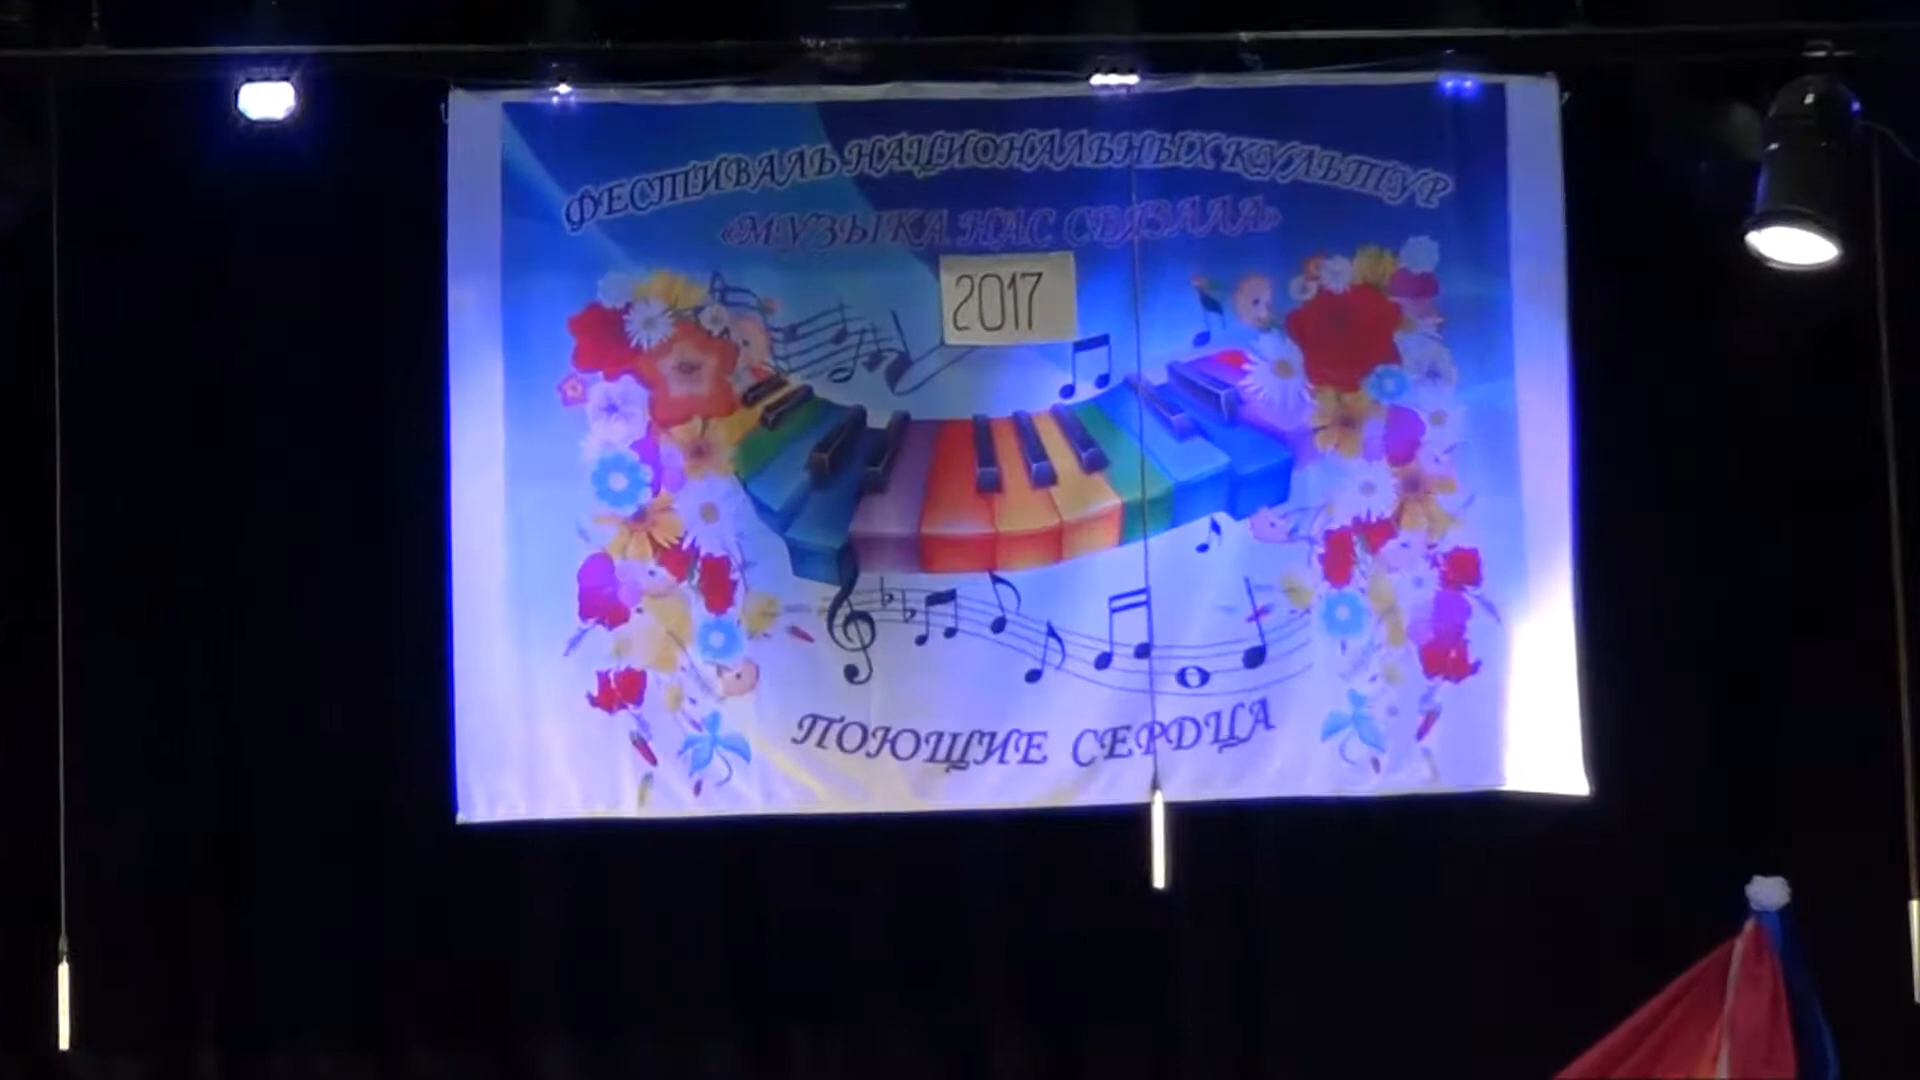 ФЕСТИВАЛЬ НАЦИОНАЛЬНЫХ КУЛЬТУР
«МУЗЫКА НАС СВЯЗАЛА»
2017
ПОЮЩИЕ СЕРДЦА